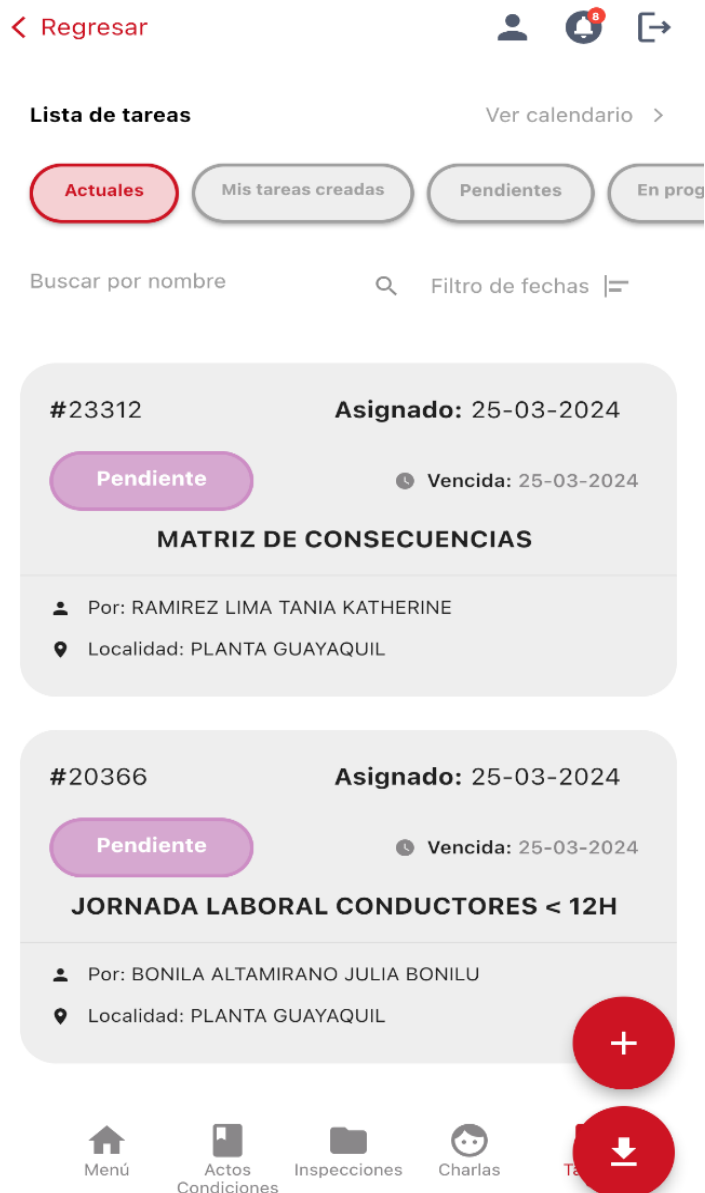 Regresar
8
Lista de tareas
Ver calendario
Actuales
Mis tareas creadas
Pendientes
En prog
Buscar por nombre
Filtro de fechas
#23312
Asignado: 25-03-2024
Pendiente
Vencida: 25-03-2024
MATRIZ DE CONSECUENCIAS
Por: RAMIREZ LIMA TANIA KATHERINE
Localidad: PLANTA GUAYAQUIL
#20366
Asignado: 25-03-2024
Pendiente
Vencida: 25-03-2024
JORNADA LABORAL CONDUCTORES < 12H
Por: BONILA ALTAMIRANO JULIA BONILU
Localidad: PLANTA GUAYAQUIL
Menú
Actos
Condiciones
Inspecciones
Charlas